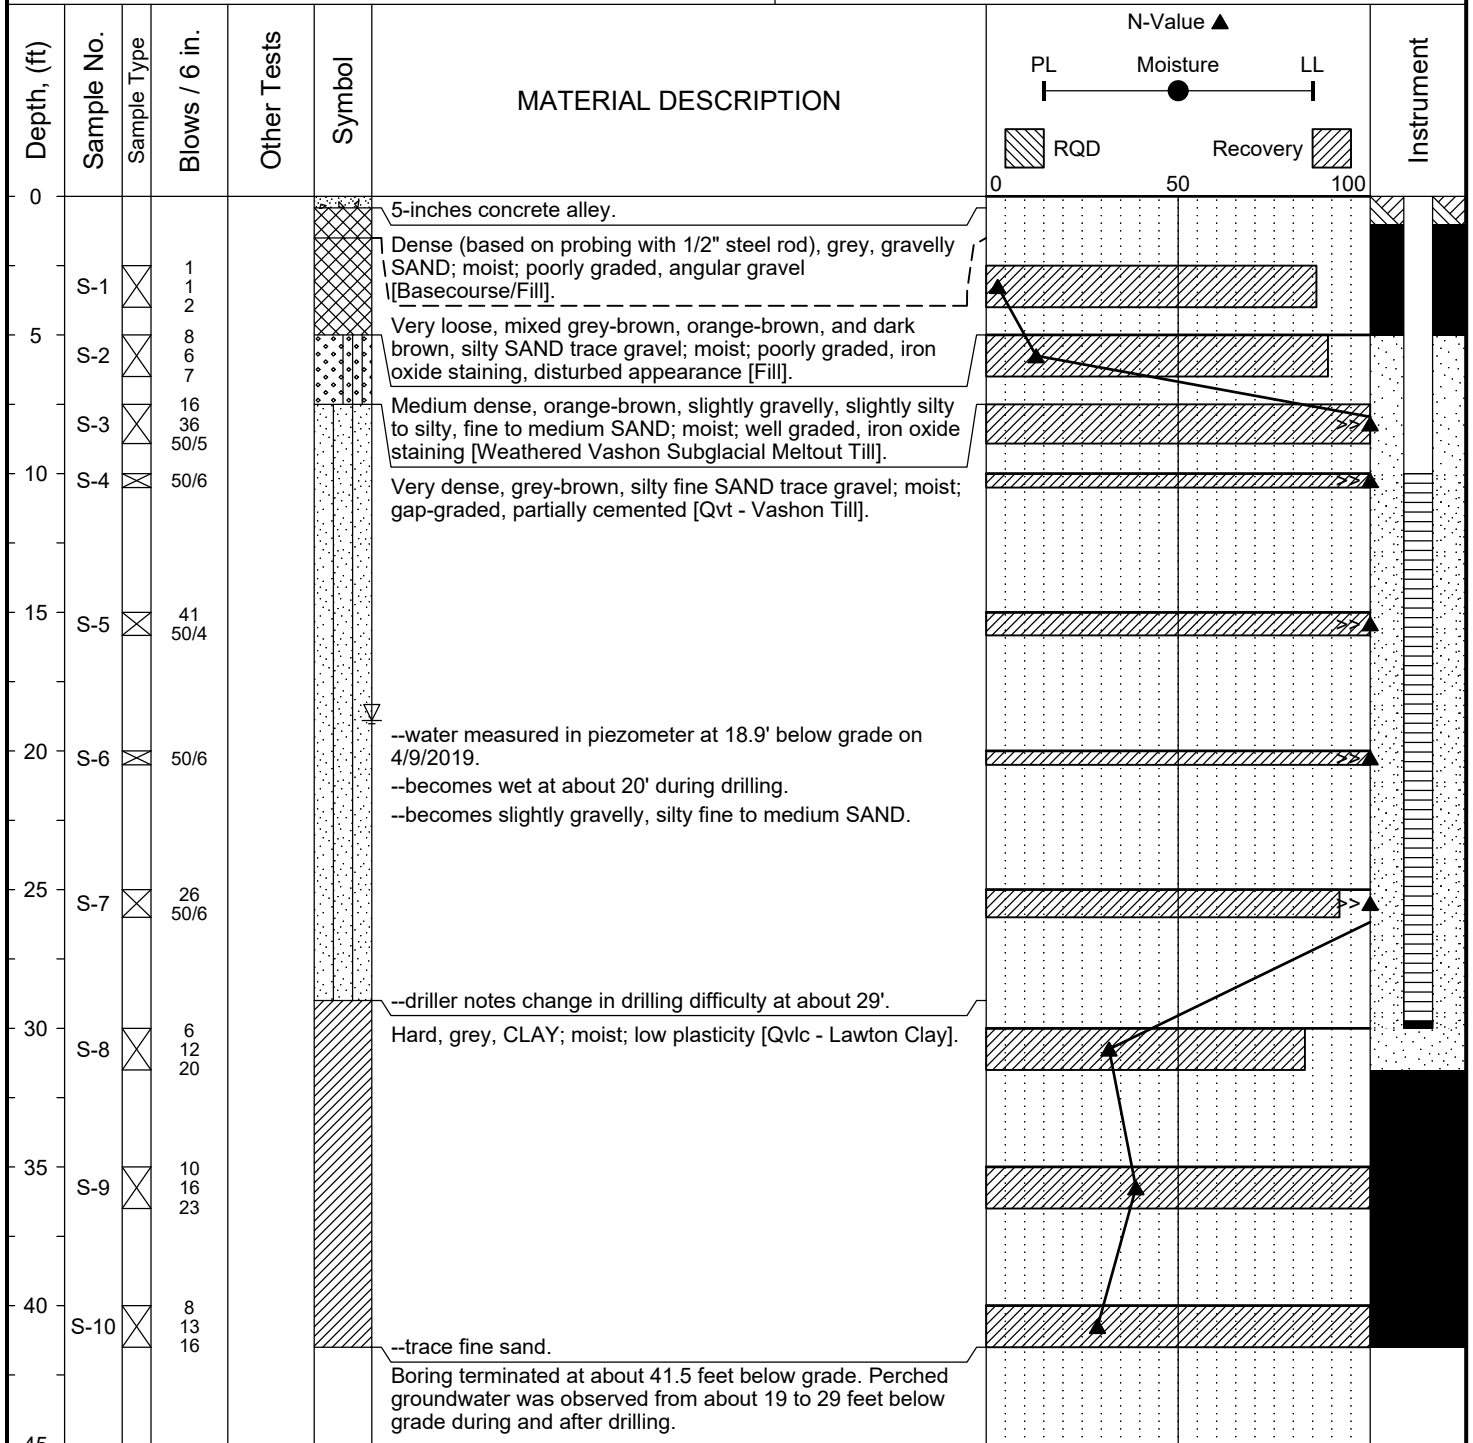 Depth, (ft)
Sample No.
Sample Type
Blows / 6 in.
Other Tests
Symbol
MATERIAL DESCRIPTION
N-Value ▲
PL Moisture LL
RQD Recovery
0 50 100
Instrument
0
5-inches concrete alley.
Dense (based on probing with 1/2" steel rod), grey, gravelly
SAND; moist; poorly graded, angular gravel
[Basecourse/Fill].
S-1
1
1
2
Very loose, mixed grey-brown, orange-brown, and dark
brown, silty SAND trace gravel; moist; poorly graded, iron
oxide staining, disturbed appearance [Fill].
5
S-2
8
6
7
Medium dense, orange-brown, slightly gravelly, slightly silty
to silty, fine to medium SAND; moist; well graded, iron oxide
staining [Weathered Vashon Subglacial Meltout Till].
S-3
16
36
50/5
>>
10
S-4
50/6
>>
Very dense, grey-brown, silty fine SAND trace gravel; moist;
gap-graded, partially cemented [Qvt - Vashon Till].
15
S-5
41
50/4
>>
--water measured in piezometer at 18.9' below grade on
4/9/2019.
20
S-6
50/6
>>
--becomes wet at about 20' during drilling.
--becomes slightly gravelly, silty fine to medium SAND.
25
S-7
26
50/6
>>
--driller notes change in drilling difficulty at about 29'.
30
Hard, grey, CLAY; moist; low plasticity [Qvlc - Lawton Clay].
S-8
6
12
20
35
S-9
10
16
23
40
S-10
8
13
16
--trace fine sand.
Boring terminated at about 41.5 feet below grade. Perched
groundwater was observed from about 19 to 29 feet below
grade during and after drilling.
45